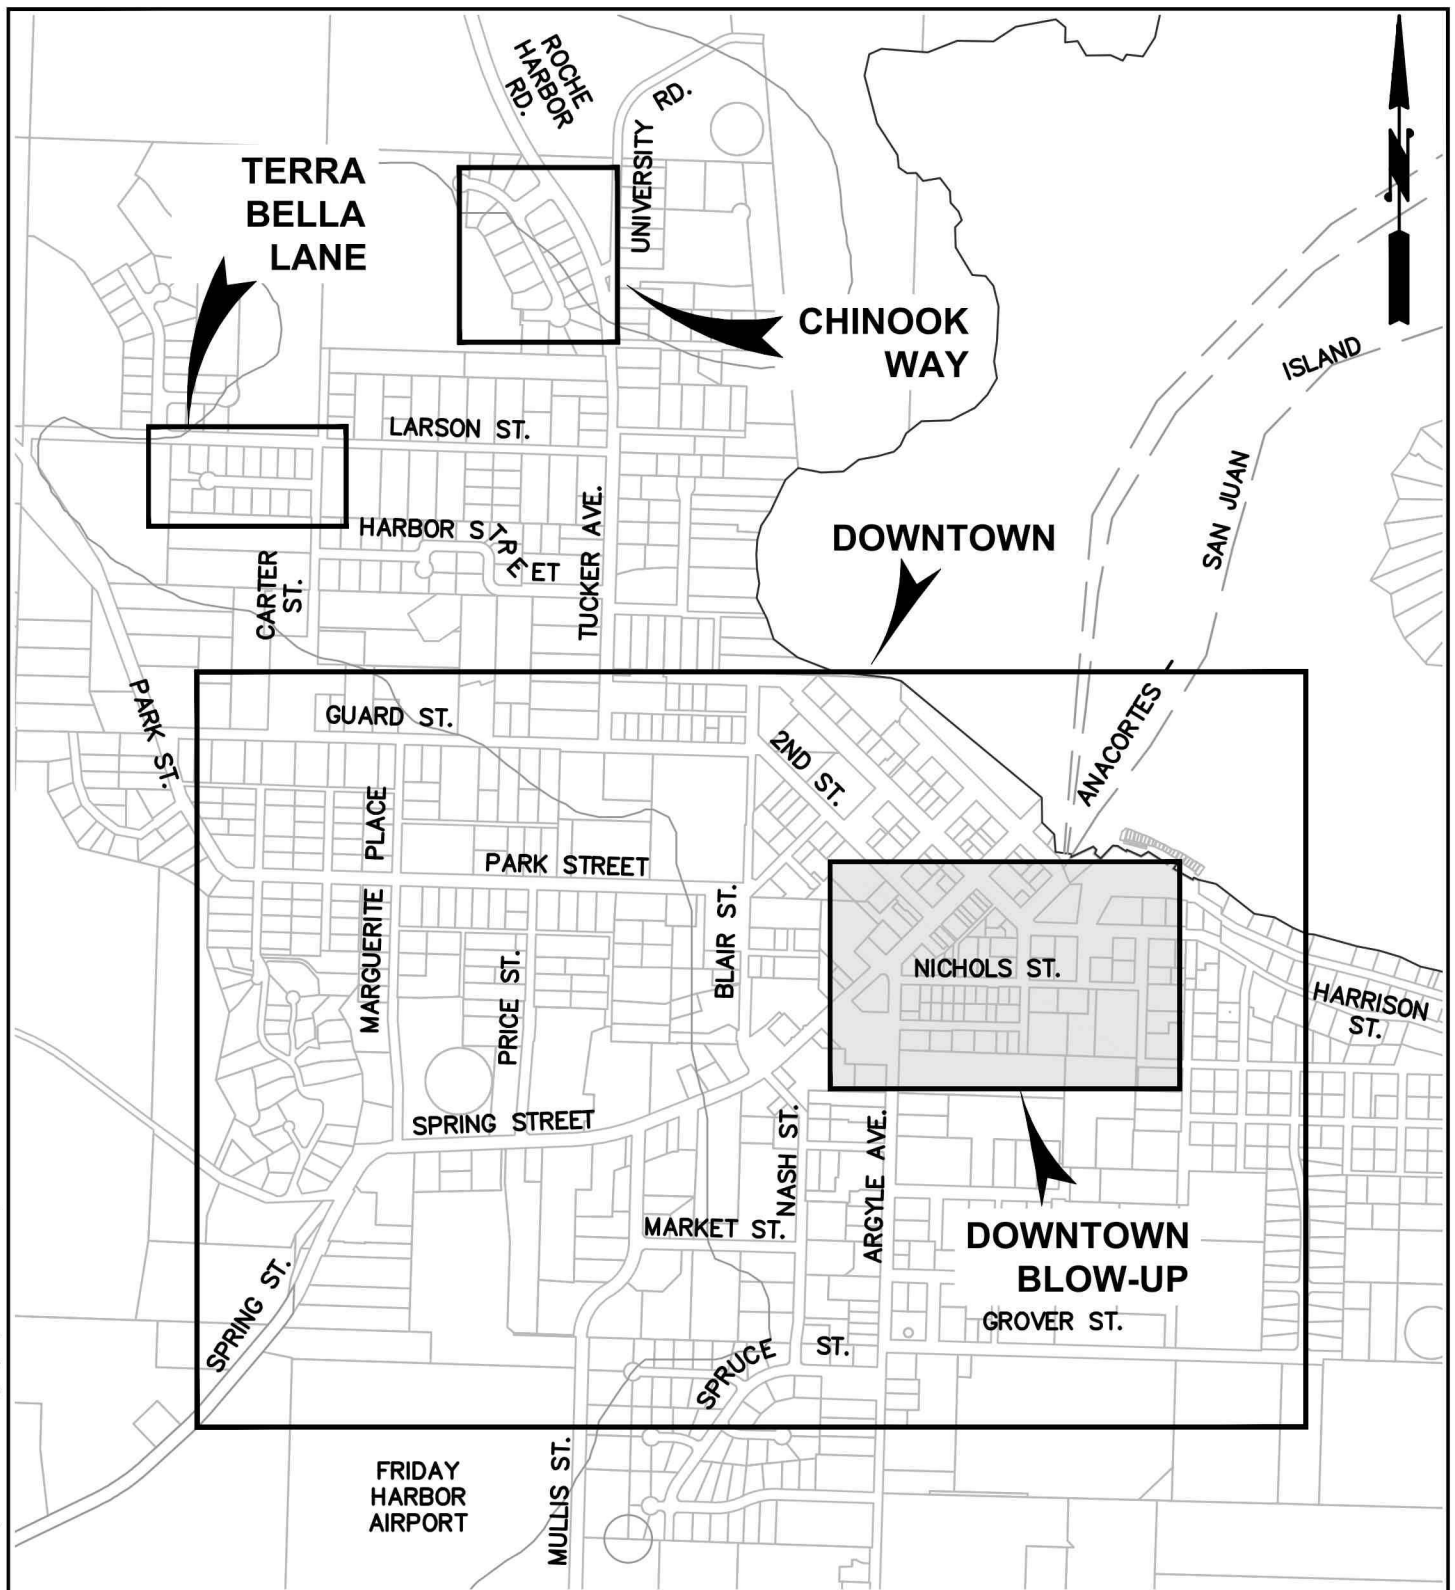 ROCHE
HARBOR
RD.
RD.
UNIVERSITY
N
TERRA
BELLA
LANE
CHINOOK
WAY
ISLAND
SAN JUAN
LARSON ST.
HARBOR STREET
TUCKER AVE.
DOWNTOWN
CARTER
ST.
PARK ST.
GUARD ST.
2ND ST.
ANACORTES
MARGUERITE PLACE
PARK STREET
BLAIR ST.
NICHOLS ST.
PRICE ST.
HARRISON
ST.
SPRING STREET
NASH ST.
ARGYLE AVE.
MARKET ST.
DOWNTOWN
BLOW-UP
GROVER ST.
SPRING ST.
SPRUCE ST.
FRIDAY
HARBOR
AIRPORT
MULLIS ST.